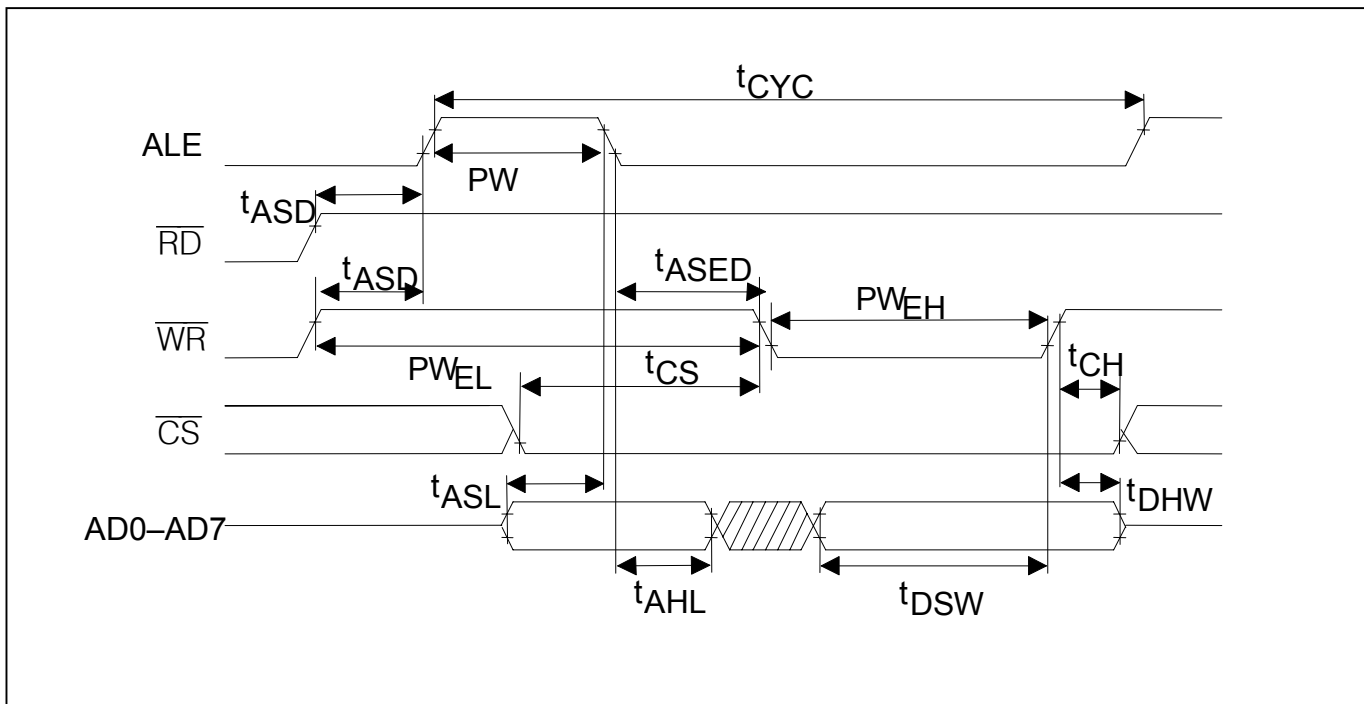 tCYC
ALE
PW
tASD
RD
tASD
tASED
PWEH
WR
PWEL
tCS
tCH
CS
tASL
tDHW
AD0–AD7
tAHL
tDSW